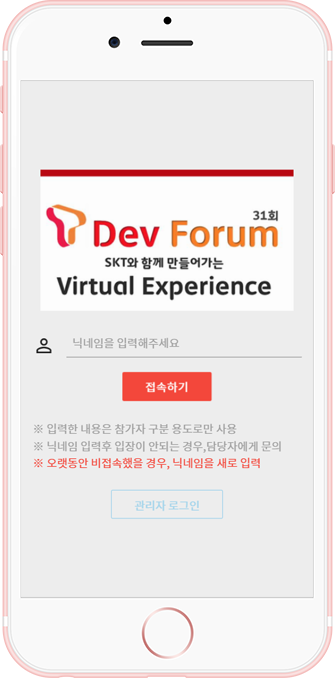 31회
Dev Forum
SKT와 함께 만들어가는
Virtual Experience
닉네임을 입력해주세요
접속하기
※ 입력한 내용은 참가자 구분 용도로만 사용
※ 닉네임 입력후 입장이 안되는 경우,담당자에게 문의
※ 오랫동안 비접속했을 경우, 닉네임을 새로 입력
관리자 로그인